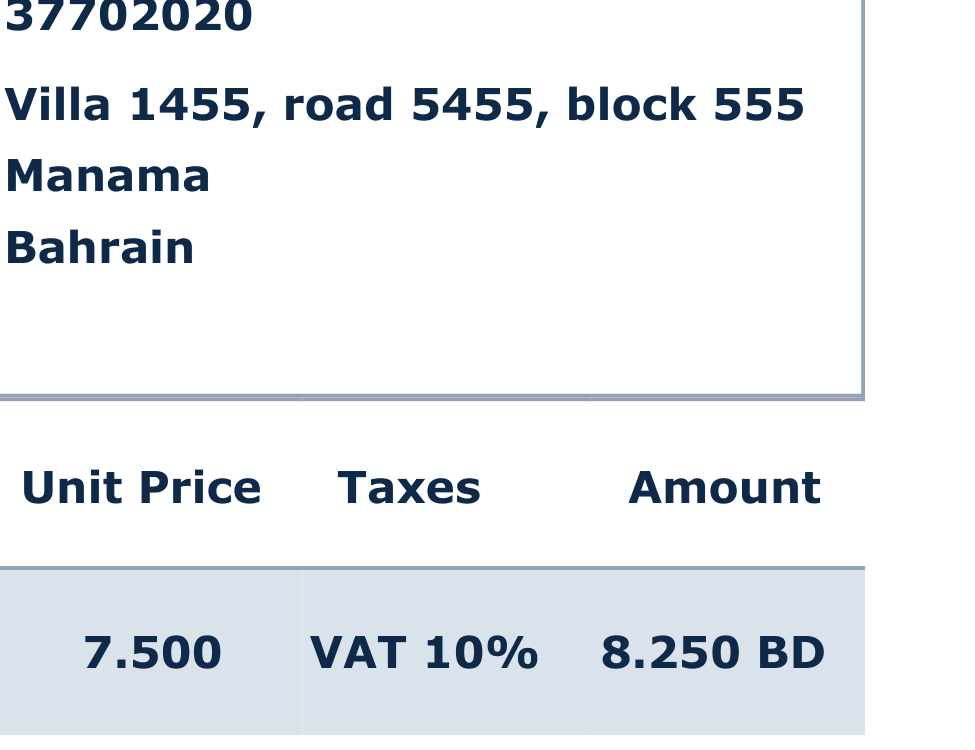 37702020
Villa 1455, road 5455, block 555
Manama
Bahrain
Unit Price Taxes Amount
7.500 VAT 10% 8.250 BD